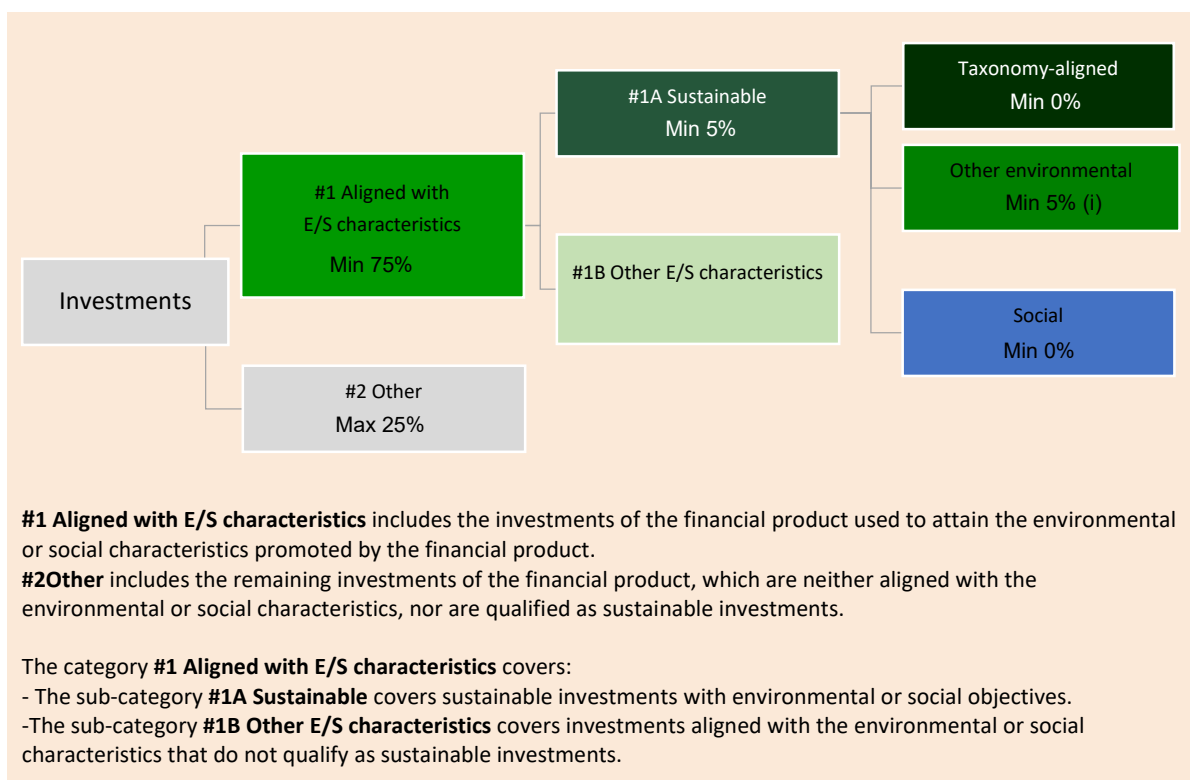 Investments
#1 Aligned with
E/S characteristics
Min 75%
#2 Other
Max 25%
#1A Sustainable
Min 5%
#1B Other E/S characteristics
Taxonomy-aligned
Min 0%
Other environmental
Min 5% (i)
Social
Min 0%
#1 Aligned with E/S characteristics includes the investments of the financial product used to attain the environmental
or social characteristics promoted by the financial product.
#2Other includes the remaining investments of the financial product, which are neither aligned with the
environmental or social characteristics, nor are qualified as sustainable investments.
The category #1 Aligned with E/S characteristics covers:
- The sub-category #1A Sustainable covers sustainable investments with environmental or social objectives.
-The sub-category #1B Other E/S characteristics covers investments aligned with the environmental or social
characteristics that do not qualify as sustainable investments.